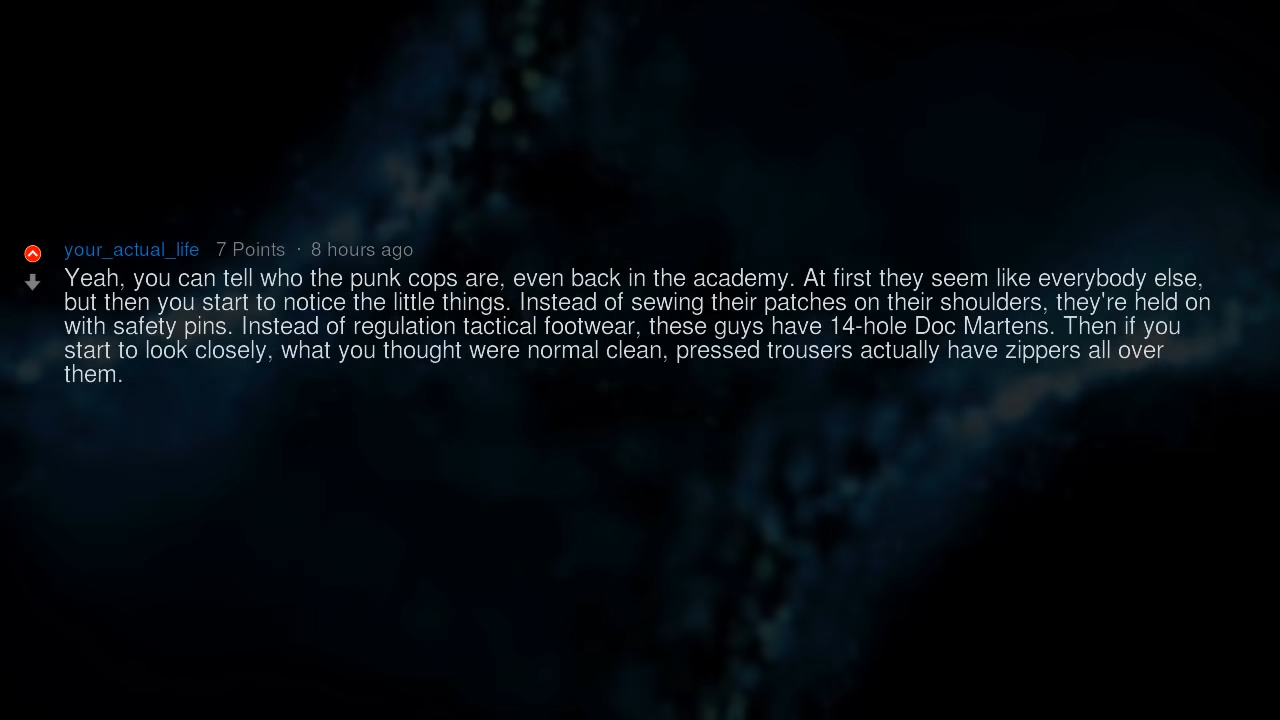 your_actual_life 7 Points · 8 hours ago
Yeah, you can tell who the punk cops are, even back in the academy. At first they seem like everybody else,
but then you start to notice the little things. Instead of sewing their patches on their shoulders, they're held on
with safety pins. Instead of regulation tactical footwear, these guys have 14-hole Doc Martens. Then if you
start to look closely, what you thought were normal clean, pressed trousers actually have zippers all over
them.